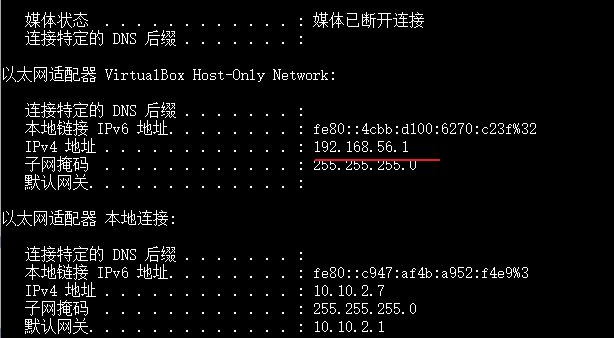 媒体状态 . . . . . . . . . . . . : 媒体已断开连接
连接特定的 DNS 后缀 . . . . . . . :
以太网适配器 VirtualBox Host-Only Network:
连接特定的 DNS 后缀 . . . . . . . :
本地链接 IPv6 地址. . . . . . . . : fe80::4cbb:d100:6270:c23f%32
IPv4 地址 . . . . . . . . . . . . : 192.168.56.1
子网掩码 . . . . . . . . . . . . : 255.255.255.0
默认网关. . . . . . . . . . . . . :
以太网适配器 本地连接:
连接特定的 DNS 后缀 . . . . . . . :
本地链接 IPv6 地址. . . . . . . . : fe80::c947:af4b:a952:f4e9%3
IPv4 地址 . . . . . . . . . . . . : 10.10.2.7
子网掩码 . . . . . . . . . . . . : 255.255.255.0
默认网关. . . . . . . . . . . . . : 10.10.2.1